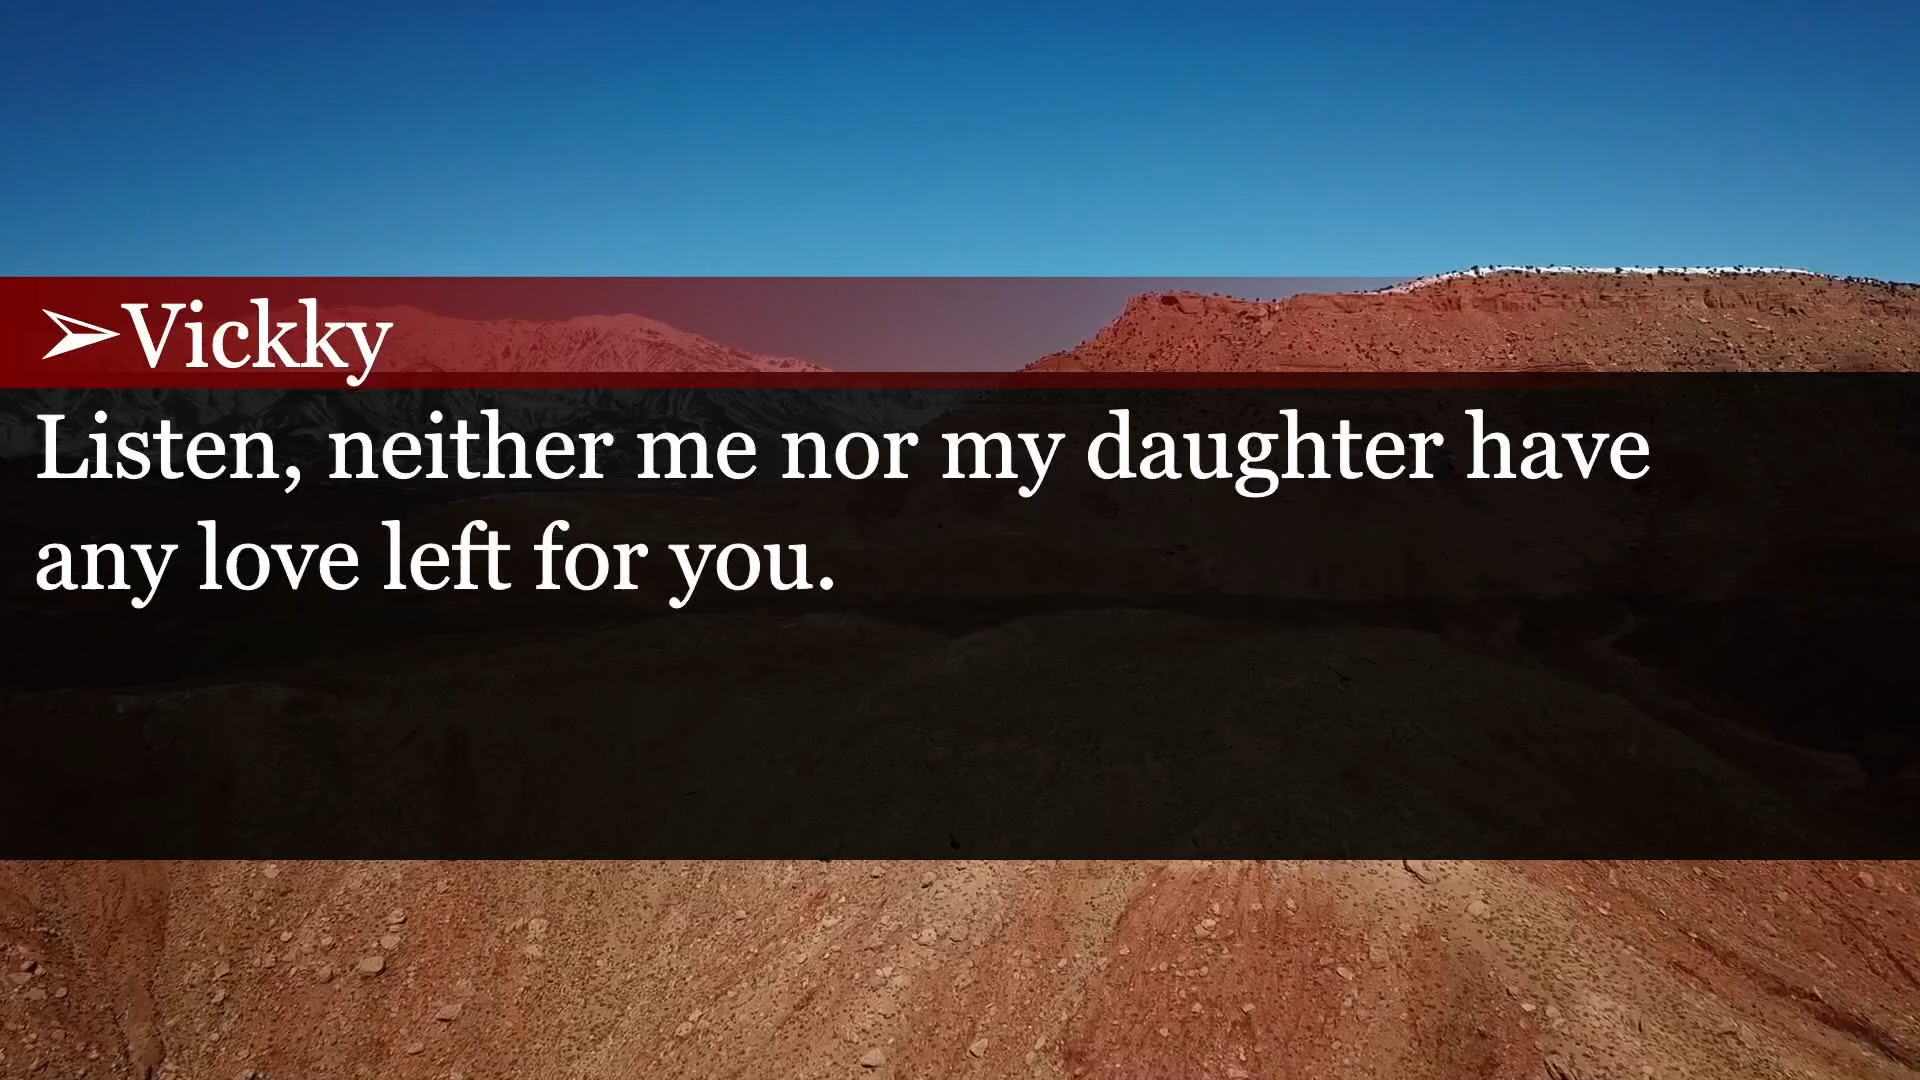 ➢Vickky
Listen, neither me nor my daughter have
any love left for you.